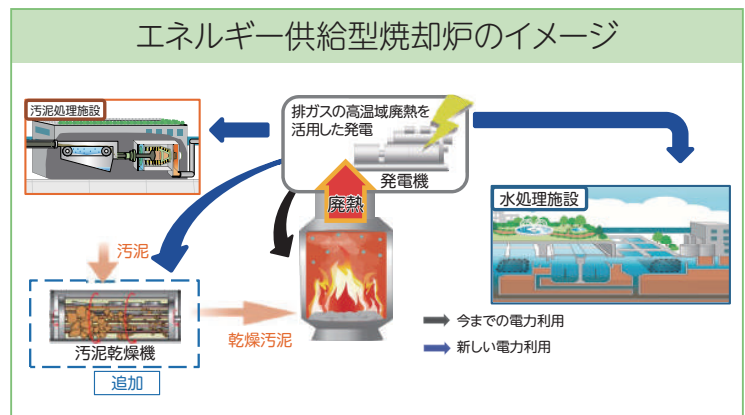 エネルギー供給型焼却炉のイメージ
汚泥処理施設
排ガスの高温域廃熱を
活用した発電
発電機
廃熱
水処理施設
汚泥
乾燥汚泥
汚泥乾燥機
追加
今までの電力利用
新しい電力利用